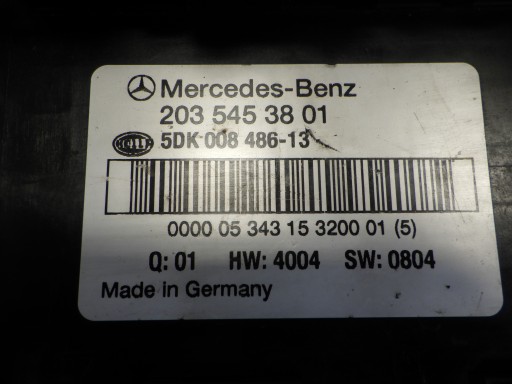 Mercedes-Benz
203 545 38 01
HELLA 5DK 008 486-13
0000 05 343 15 3200 01 (5)
Q: 01 HW: 4004 SW: 0804
Made in Germany